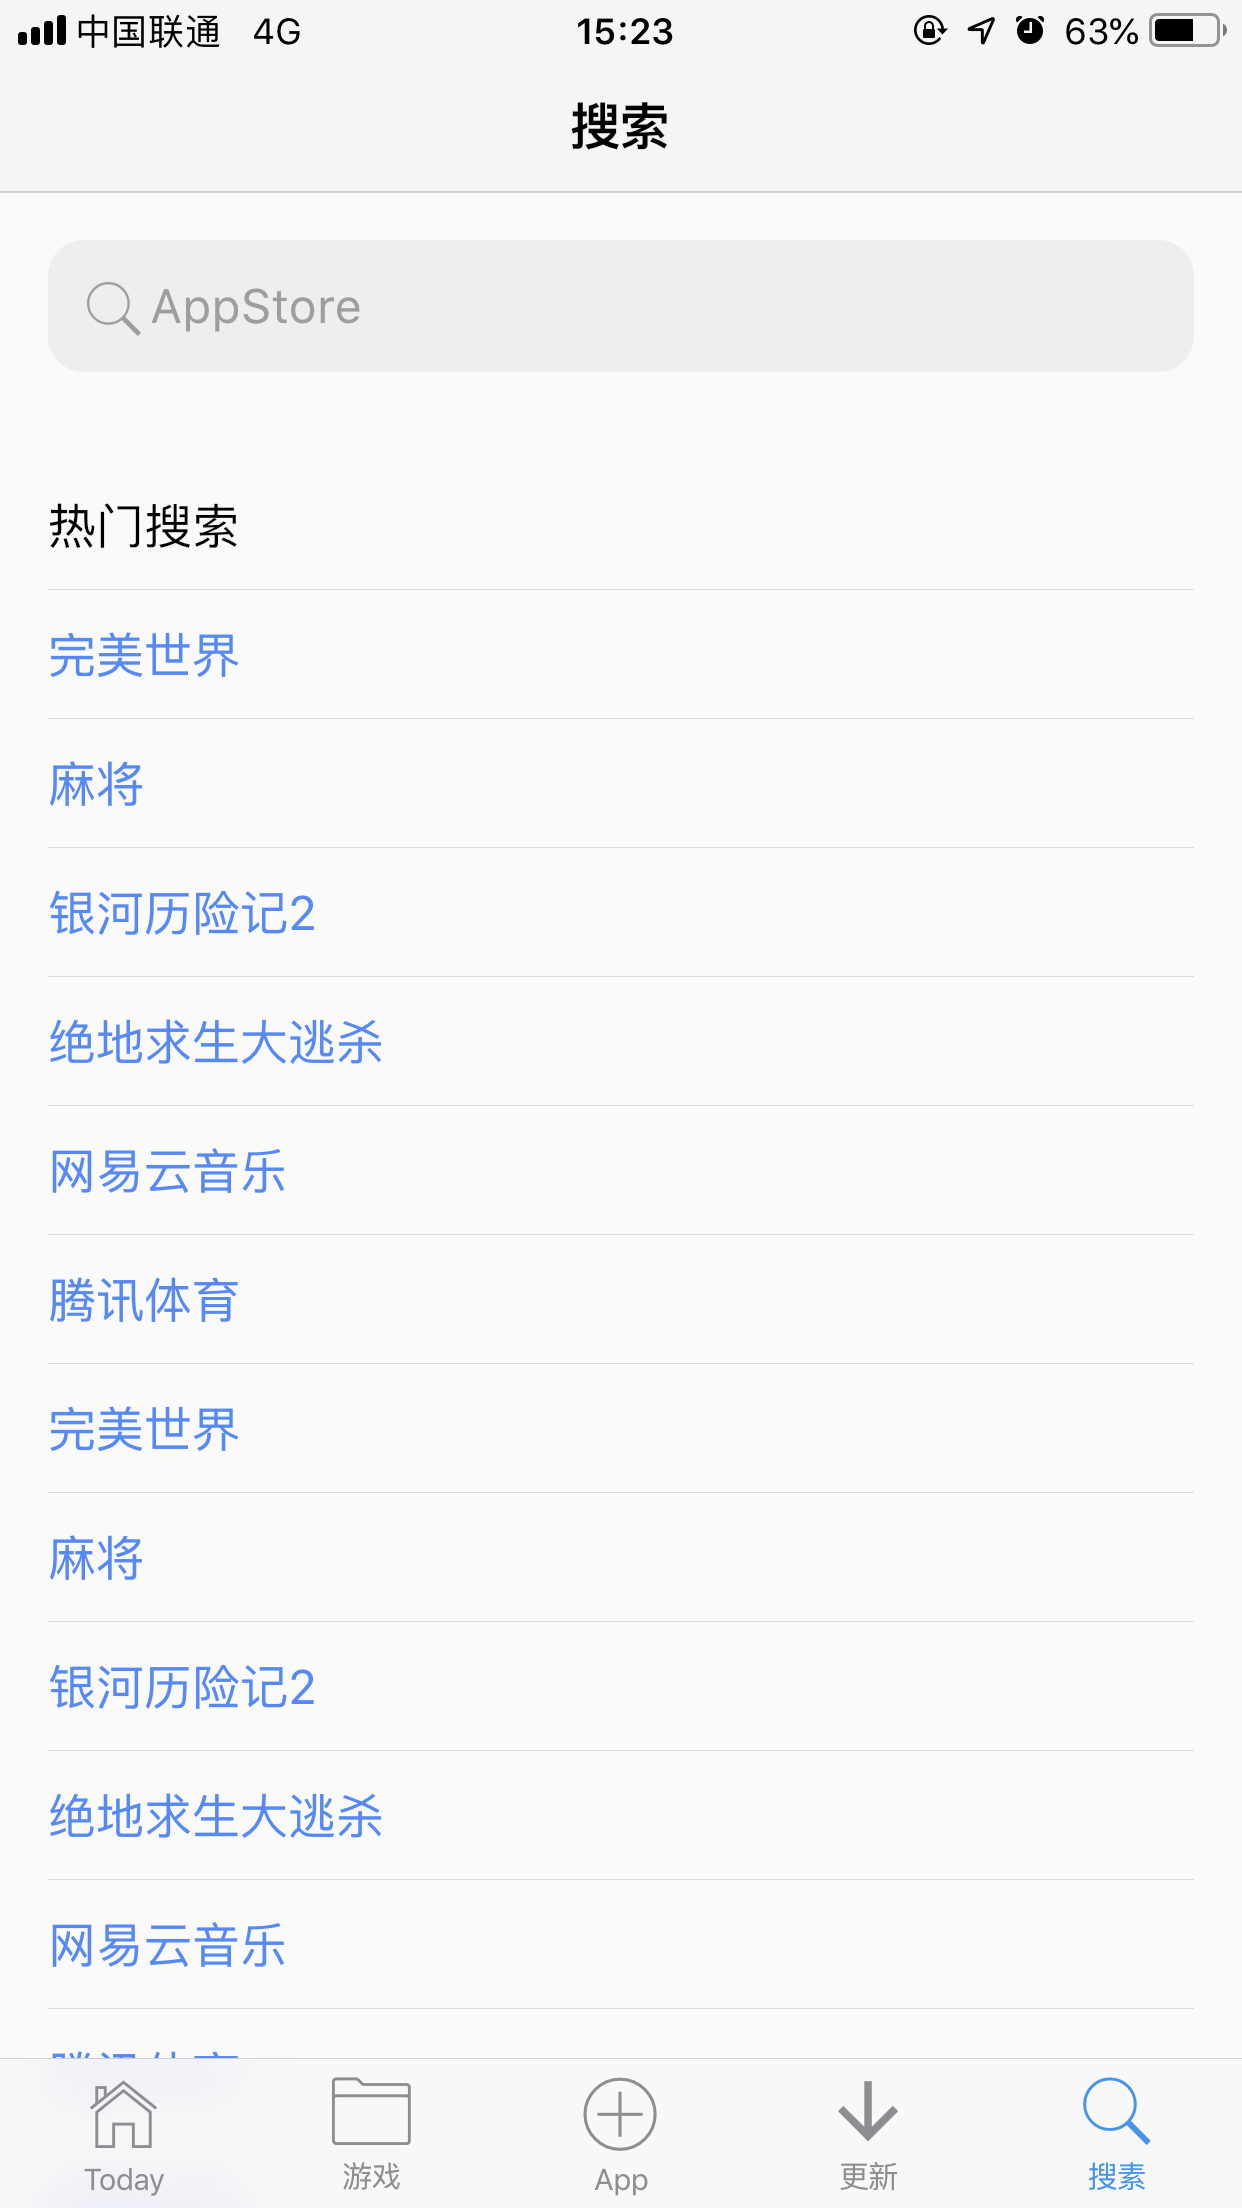 中国联通 4G 15:23 63%
搜索
AppStore
热门搜索
完美世界
麻将
银河历险记2
绝地求生大逃杀
网易云音乐
腾讯体育
完美世界
麻将
银河历险记2
绝地求生大逃杀
网易云音乐
Today 游戏 App 更新 搜素